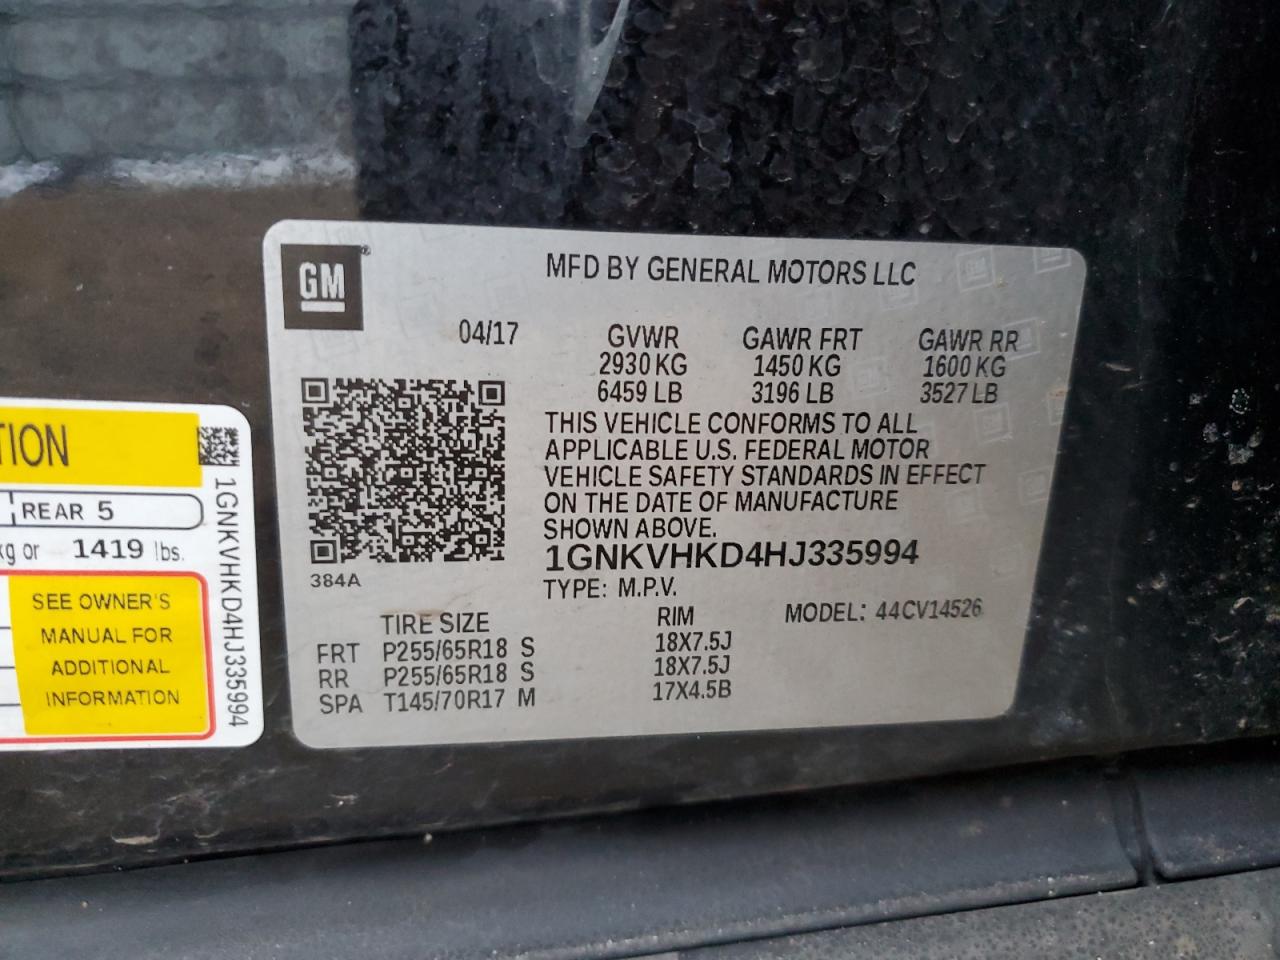 GM
®
MFD BY GENERAL MOTORS LLC
04/17 GVWR GAWR FRT GAWR RR
2930 KG 1450 KG 1600 KG
6459 LB 3196 LB 3527 LB
THIS VEHICLE CONFORMS TO ALL
APPLICABLE U.S. FEDERAL MOTOR
VEHICLE SAFETY STANDARDS IN EFFECT
ON THE DATE OF MANUFACTURE
SHOWN ABOVE.
1GNKVHKD4HJ335994
384A
TYPE: M.P.V.
TIRE SIZE RIM MODEL: 44CV14526
FRT P255/65R18 S 18X7.5J
RR P255/65R18 S 18X7.5J
SPA T145/70R17 M 17X4.5B
TION
REAR 5
kg or 1419 lbs.
SEE OWNER'S
MANUAL FOR
ADDITIONAL
INFORMATION
1GNKVHKD4HJ335994